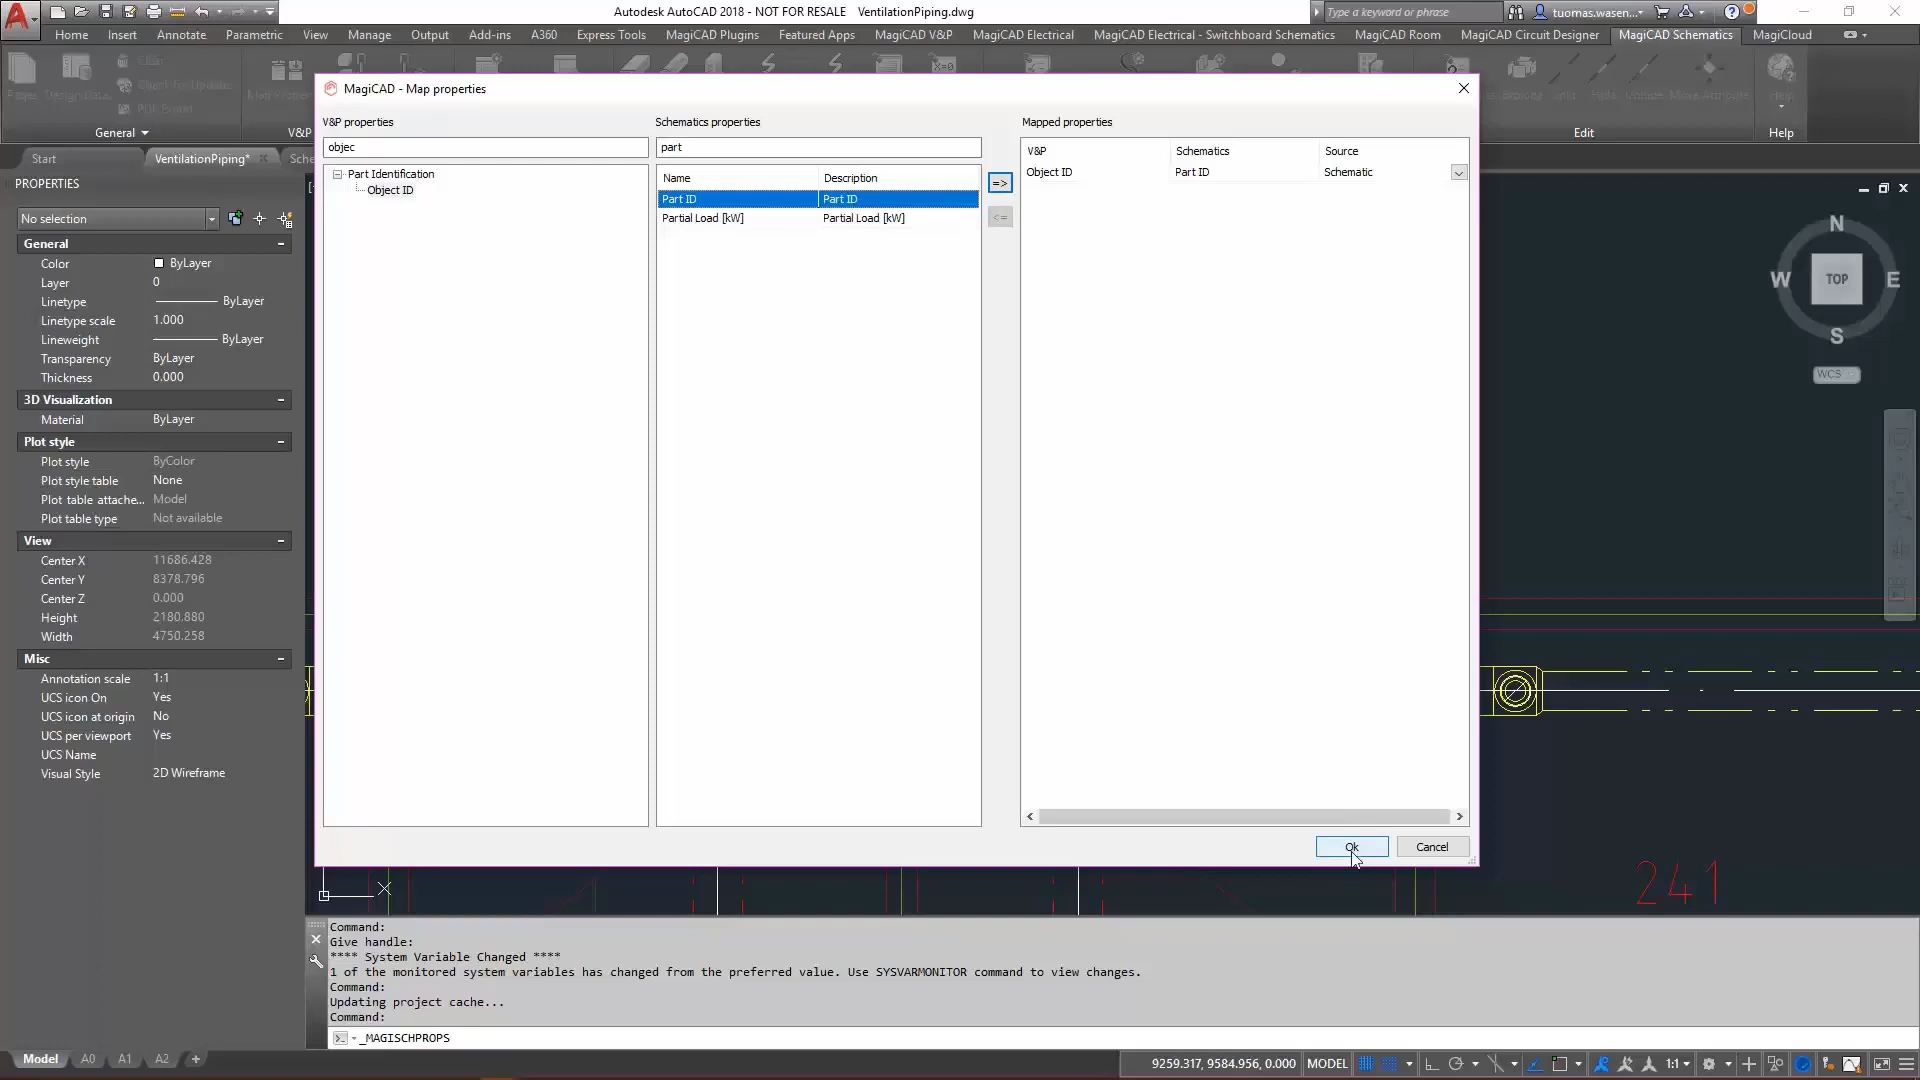 Autodesk AutoCAD 2018 - NOT FOR RESALE VentilationPiping.dwg
Type a keyword or phrase
tuomas.wasen...
Home Insert Annotate Parametric View Manage Output Add-ins A360 Express Tools MagiCAD Plugins Featured Apps MagiCAD V&P MagiCAD Electrical MagiCAD Electrical - Switchboard Schematics MagiCAD Room MagiCAD Circuit Designer MagiCAD Schematics MagiCloud
General
V&P
Edit
Help
Help
Start
VentilationPiping*
Sche
MagiCAD - Map properties
V&P properties
objec
Part Identification
Object ID
Schematics properties
part
Name Description
Part ID Part ID
Partial Load [kW] Partial Load [kW]
=>
<=
Mapped properties
V&P Schematics Source
Object ID Part ID Schematic
Ok
Cancel
PROPERTIES
No selection
General
Color ByLayer
Layer 0
Linetype ByLayer
Linetype scale 1.000
Lineweight ByLayer
Transparency ByLayer
Thickness 0.000
3D Visualization
Material ByLayer
Plot style
Plot style ByColor
Plot style table None
Plot table attache... Model
Plot table type Not available
View
Center X 11686.428
Center Y 8378.796
Center Z 0.000
Height 2180.880
Width 4750.258
Misc
Annotation scale 1:1
UCS icon On Yes
UCS icon at origin No
UCS per viewport Yes
UCS Name
Visual Style 2D Wireframe
N
W TOP E
S
WCS
241
X
Command:
Give handle:
**** System Variable Changed ****
1 of the monitored system variables has changed from the preferred value. Use SYSVARMONITOR command to view changes.
Command:
Updating project cache...
Command:
_MAGISCHPROPS
Model A0 A1 A2 +
9259.317, 9584.956, 0.000 MODEL 1:1